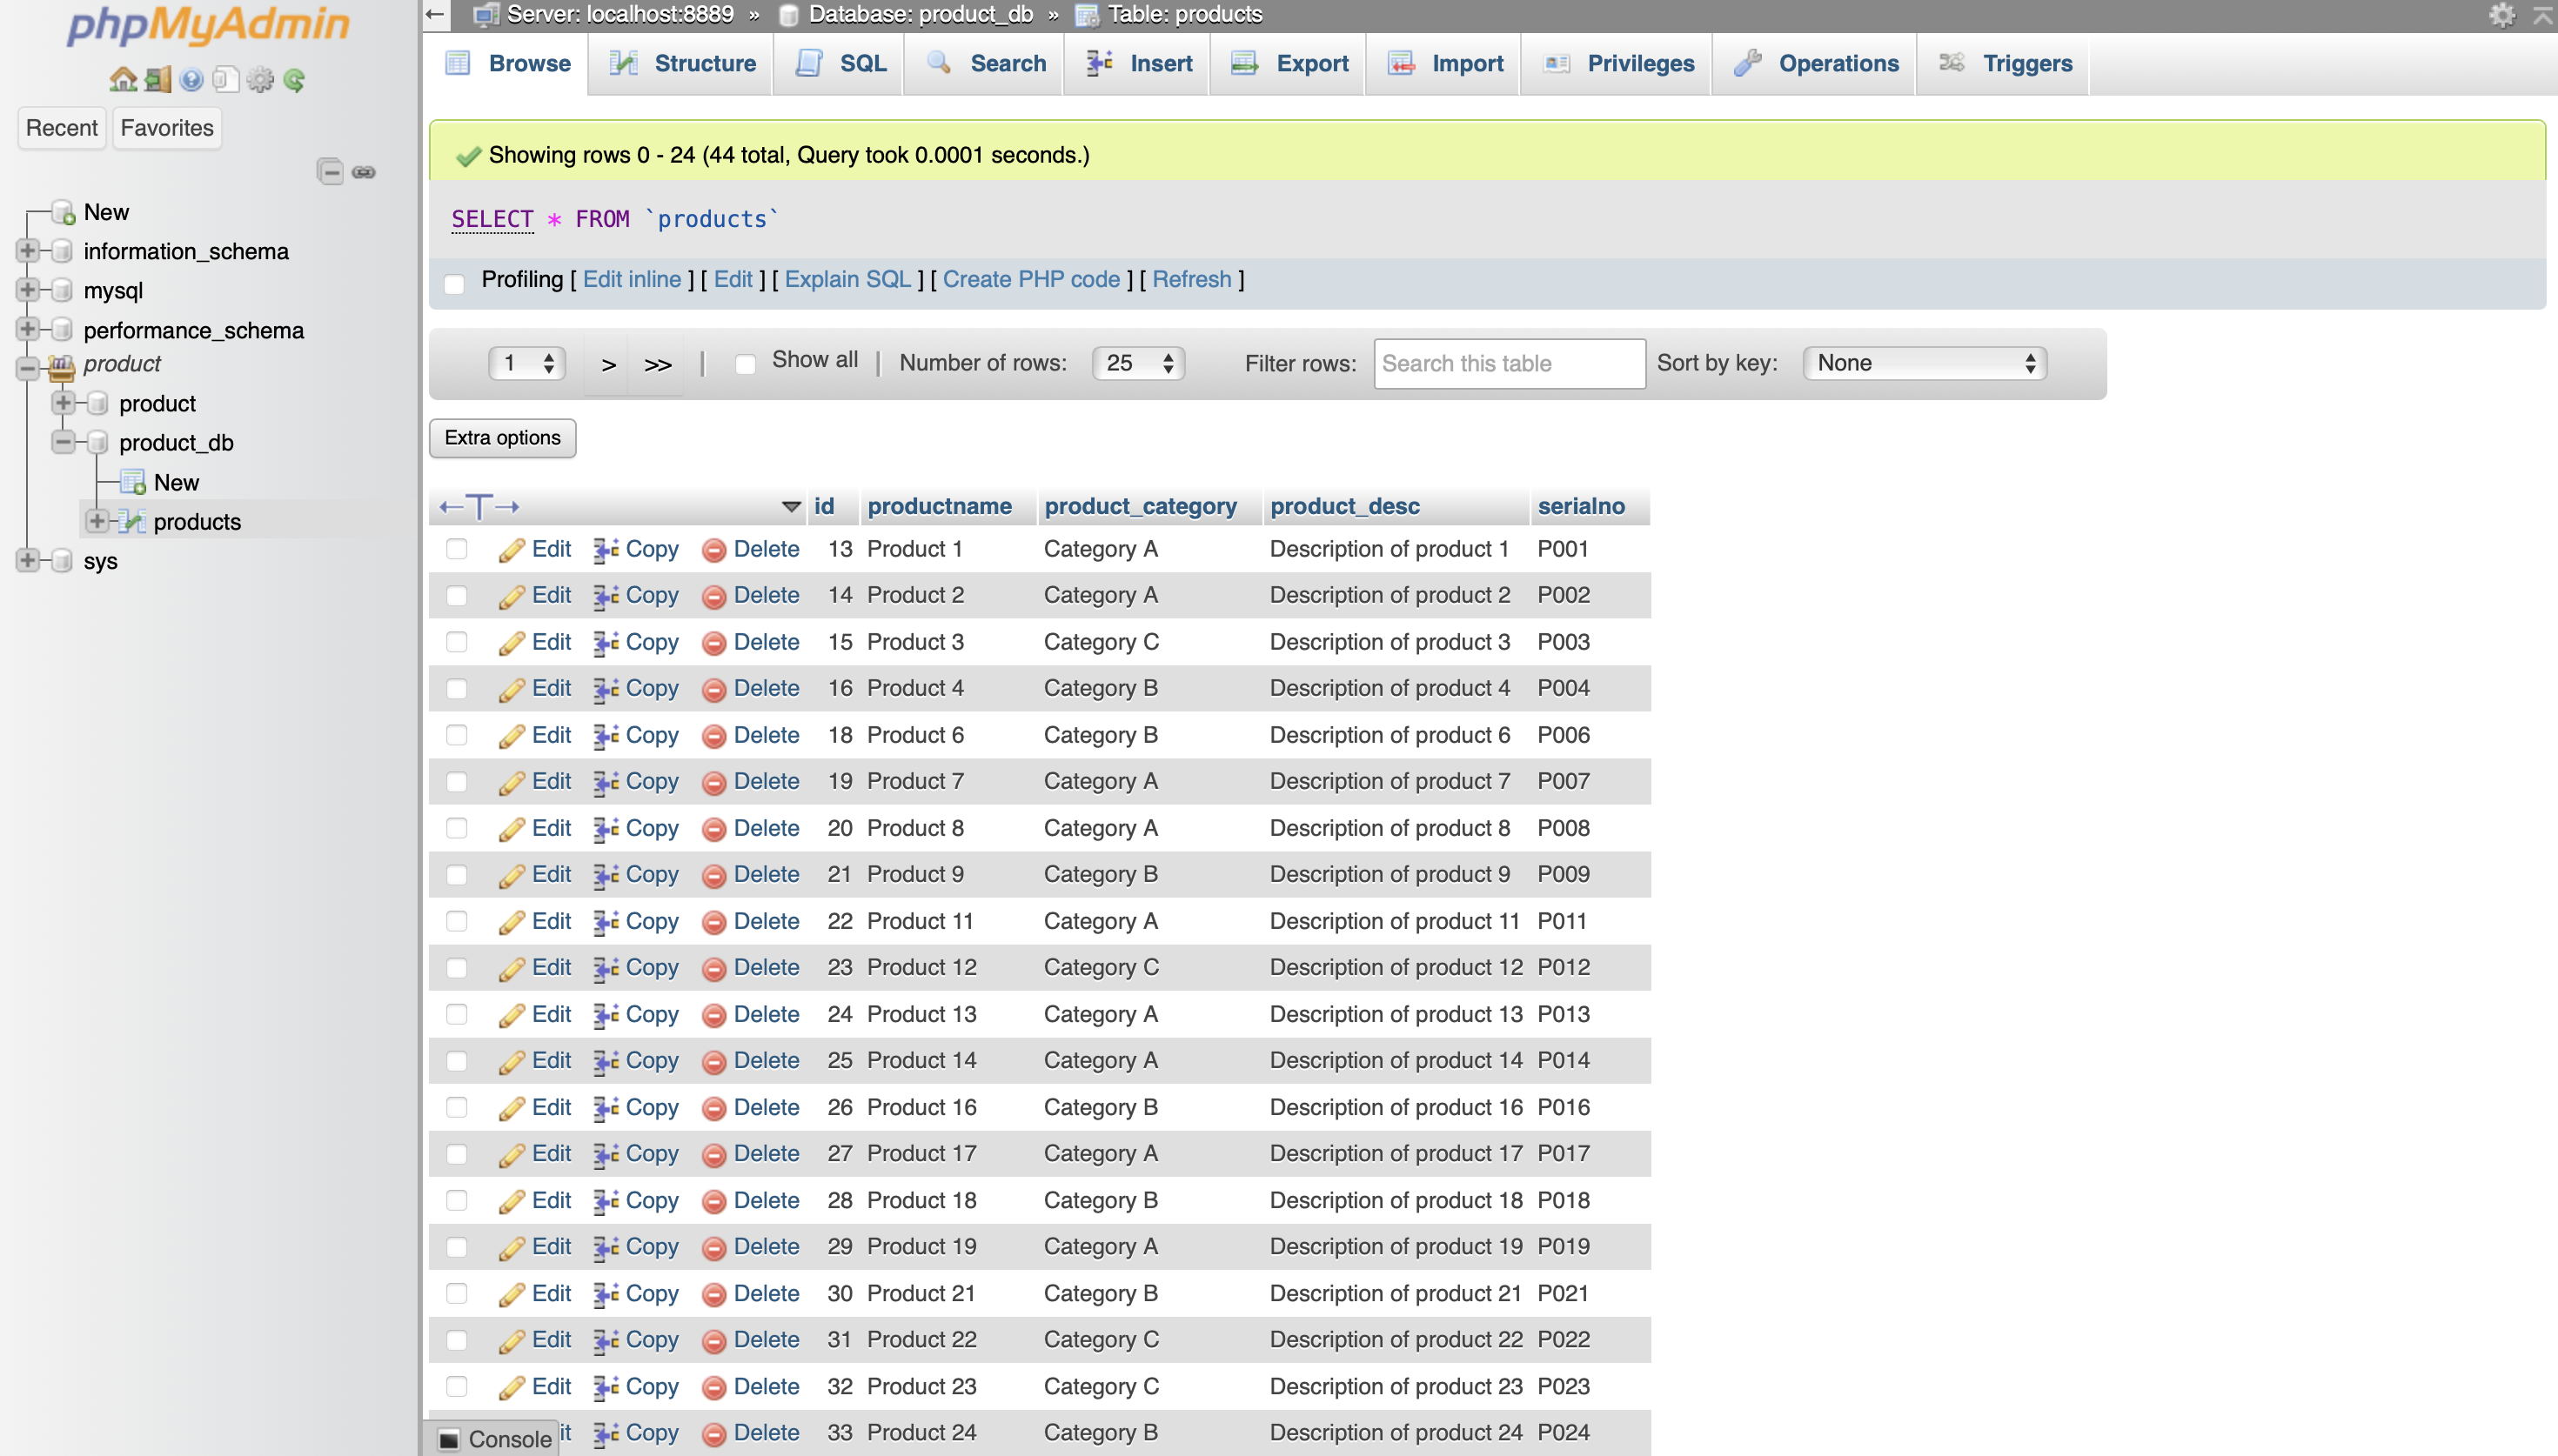 phpMyAdmin
Recent Favorites
New
information_schema
mysql
performance_schema
product
product
product_db
New
products
sys
Server: localhost:8889 » Database: product_db » Table: products
Browse Structure SQL Search Insert Export Import Privileges Operations Triggers
Showing rows 0 - 24 (44 total, Query took 0.0001 seconds.)
SELECT * FROM `products`
Profiling [ Edit inline ] [ Edit ] [ Explain SQL ] [ Create PHP code ] [ Refresh ]
1 > >> | Show all | Number of rows: 25 Filter rows: Search this table Sort by key: None
Extra options
←T→ id productname product_category product_desc serialno
Edit Copy Delete 13 Product 1 Category A Description of product 1 P001
Edit Copy Delete 14 Product 2 Category A Description of product 2 P002
Edit Copy Delete 15 Product 3 Category C Description of product 3 P003
Edit Copy Delete 16 Product 4 Category B Description of product 4 P004
Edit Copy Delete 18 Product 6 Category B Description of product 6 P006
Edit Copy Delete 19 Product 7 Category A Description of product 7 P007
Edit Copy Delete 20 Product 8 Category A Description of product 8 P008
Edit Copy Delete 21 Product 9 Category B Description of product 9 P009
Edit Copy Delete 22 Product 11 Category A Description of product 11 P011
Edit Copy Delete 23 Product 12 Category C Description of product 12 P012
Edit Copy Delete 24 Product 13 Category A Description of product 13 P013
Edit Copy Delete 25 Product 14 Category A Description of product 14 P014
Edit Copy Delete 26 Product 16 Category B Description of product 16 P016
Edit Copy Delete 27 Product 17 Category A Description of product 17 P017
Edit Copy Delete 28 Product 18 Category B Description of product 18 P018
Edit Copy Delete 29 Product 19 Category A Description of product 19 P019
Edit Copy Delete 30 Product 21 Category B Description of product 21 P021
Edit Copy Delete 31 Product 22 Category C Description of product 22 P022
Edit Copy Delete 32 Product 23 Category C Description of product 23 P023
it Copy Delete 33 Product 24 Category B Description of product 24 P024
Console